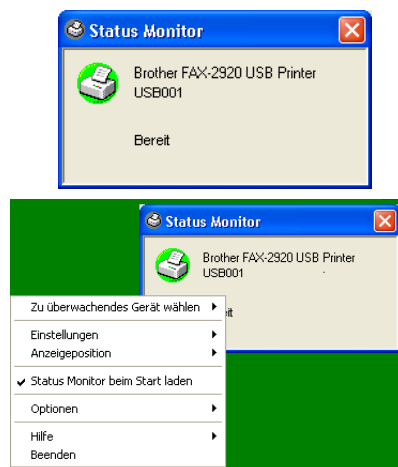 Status Monitor
Brother FAX-2920 USB Printer
USB001
Bereit
Status Monitor
Brother FAX-2920 USB Printer
USB001
Zu überwachendes Gerät wählen
Einstellungen
Anzeigeposition
Status Monitor beim Start laden
Optionen
Hilfe
Beenden